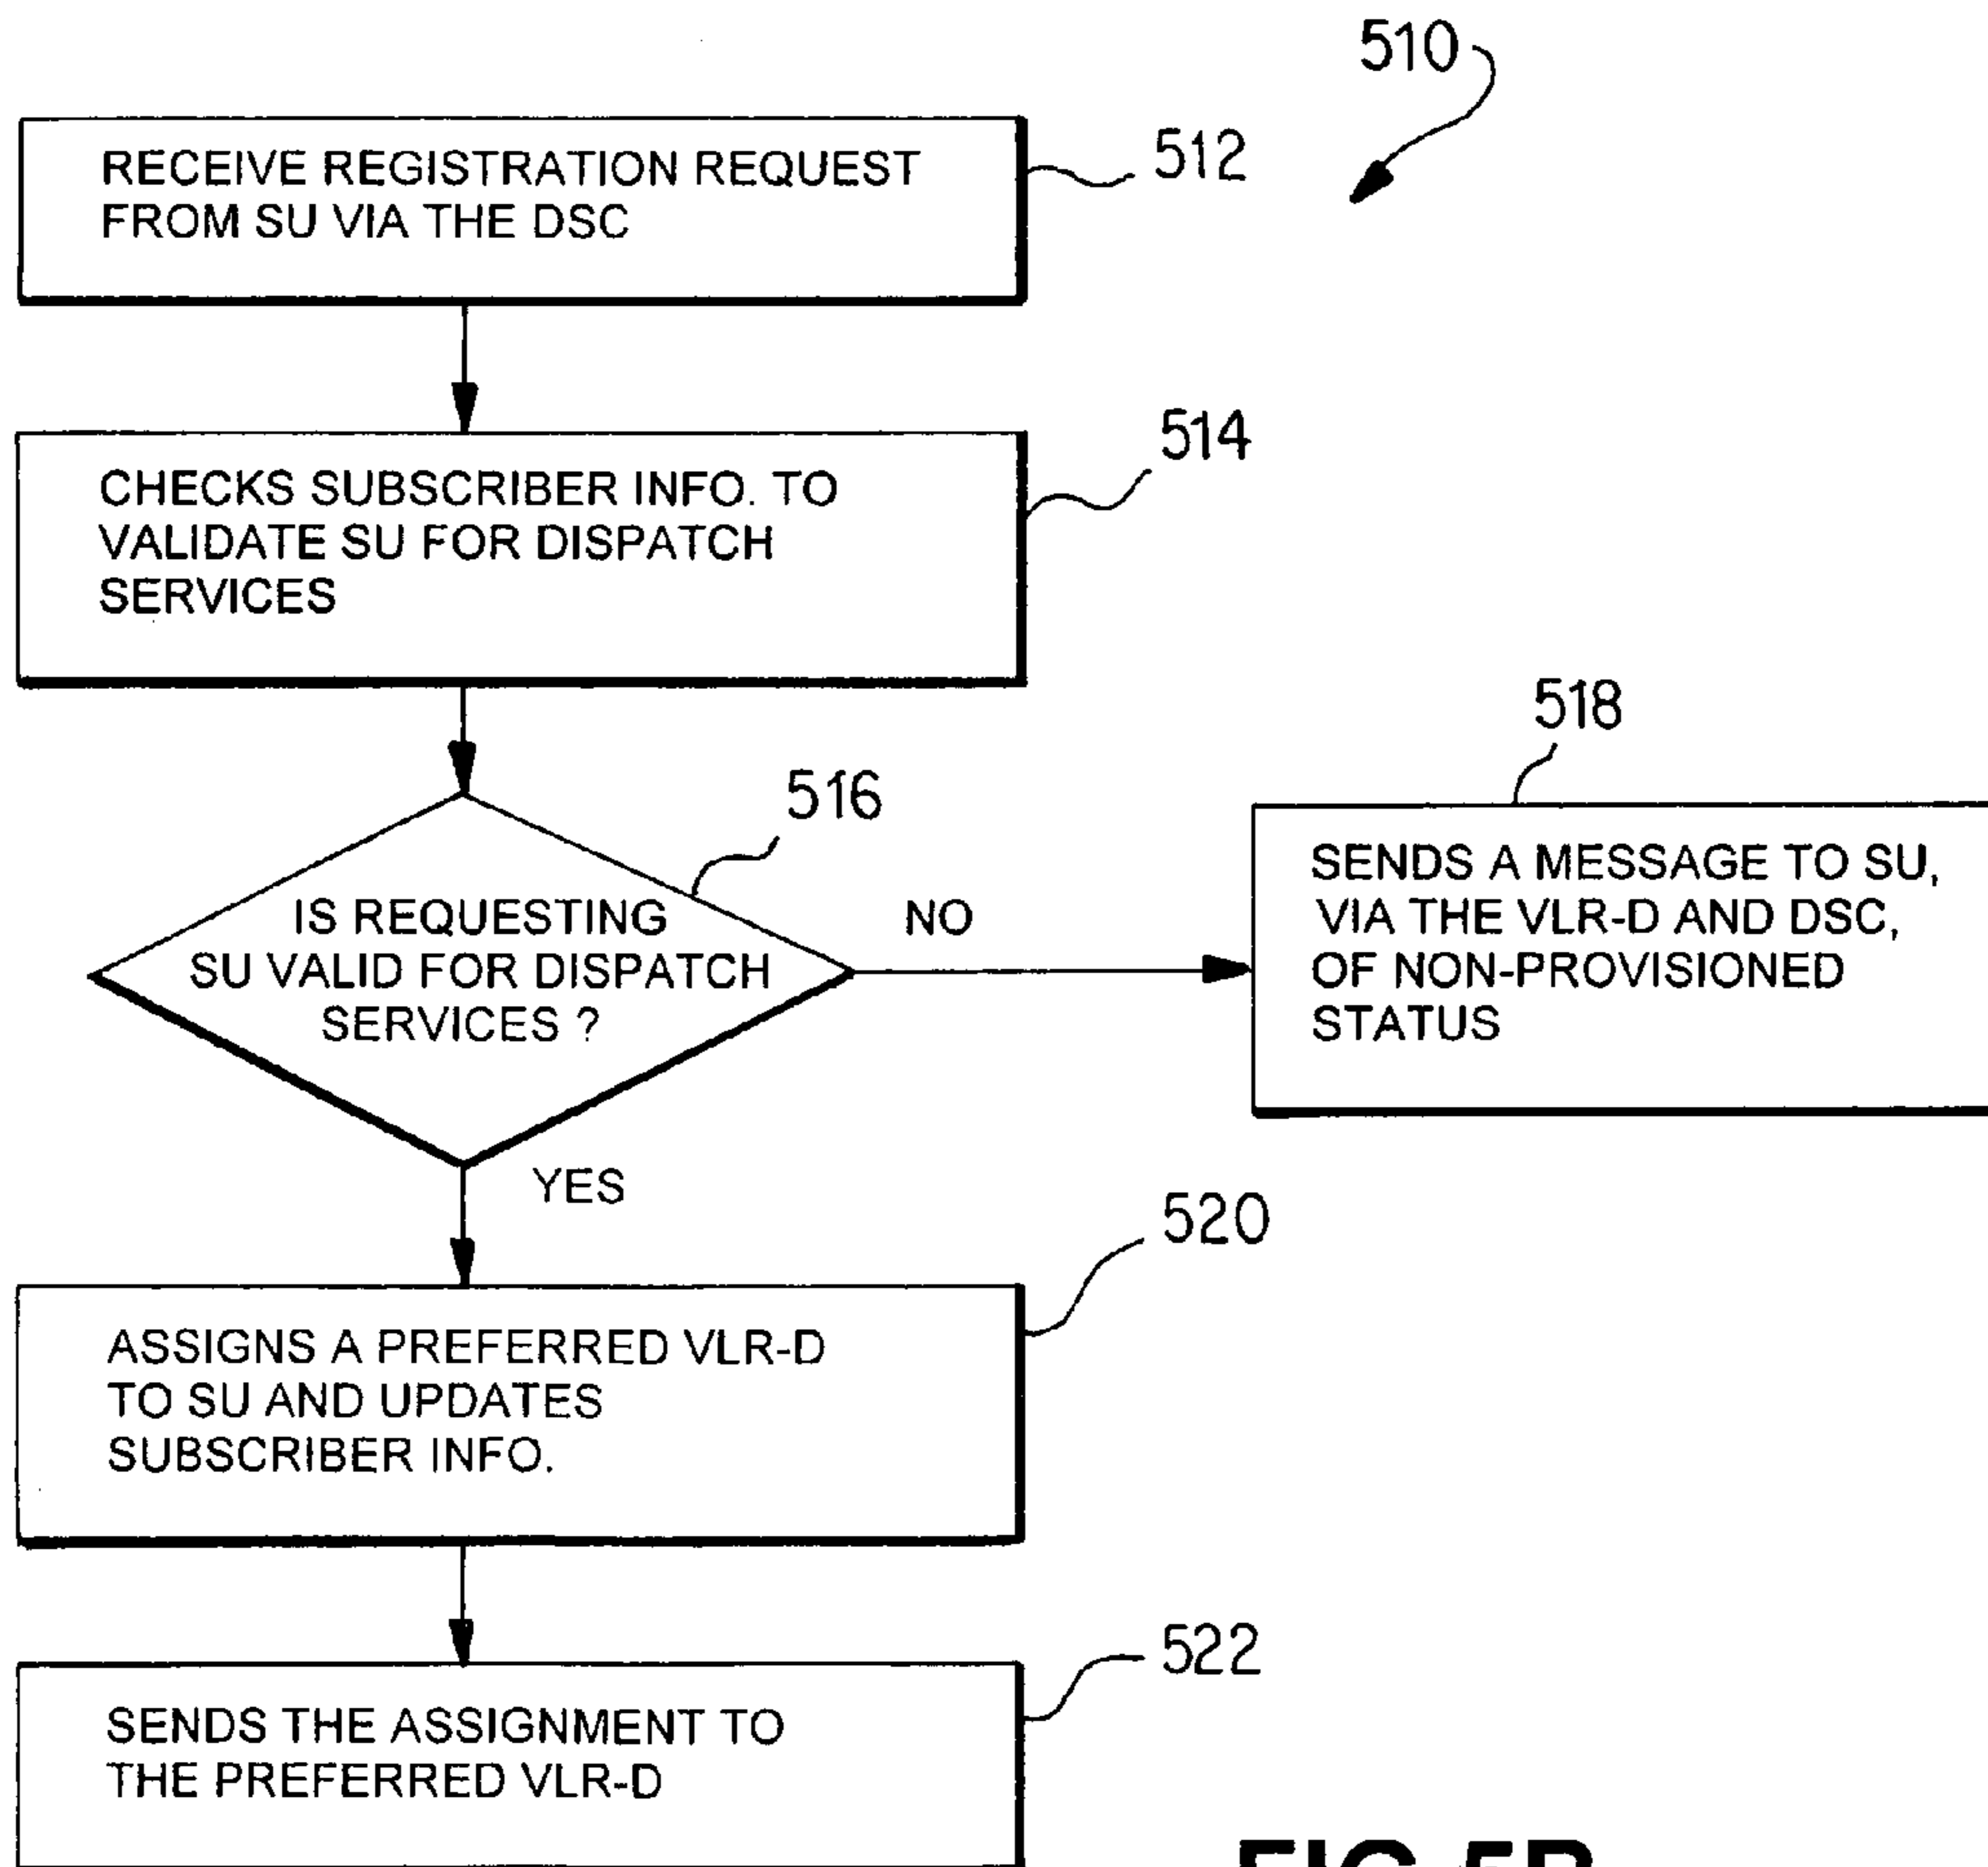 510
RECEIVE REGISTRATION REQUEST
FROM SU VIA THE DSC
512
CHECKS SUBSCRIBER INFO. TO
VALIDATE SU FOR DISPATCH
SERVICES
514
516
IS REQUESTING
SU VALID FOR DISPATCH
SERVICES ?
NO
518
SENDS A MESSAGE TO SU,
VIA THE VLR-D AND DSC,
OF NON-PROVISIONED
STATUS
YES
520
ASSIGNS A PREFERRED VLR-D
TO SU AND UPDATES
SUBSCRIBER INFO.
522
SENDS THE ASSIGNMENT TO
THE PREFERRED VLR-D